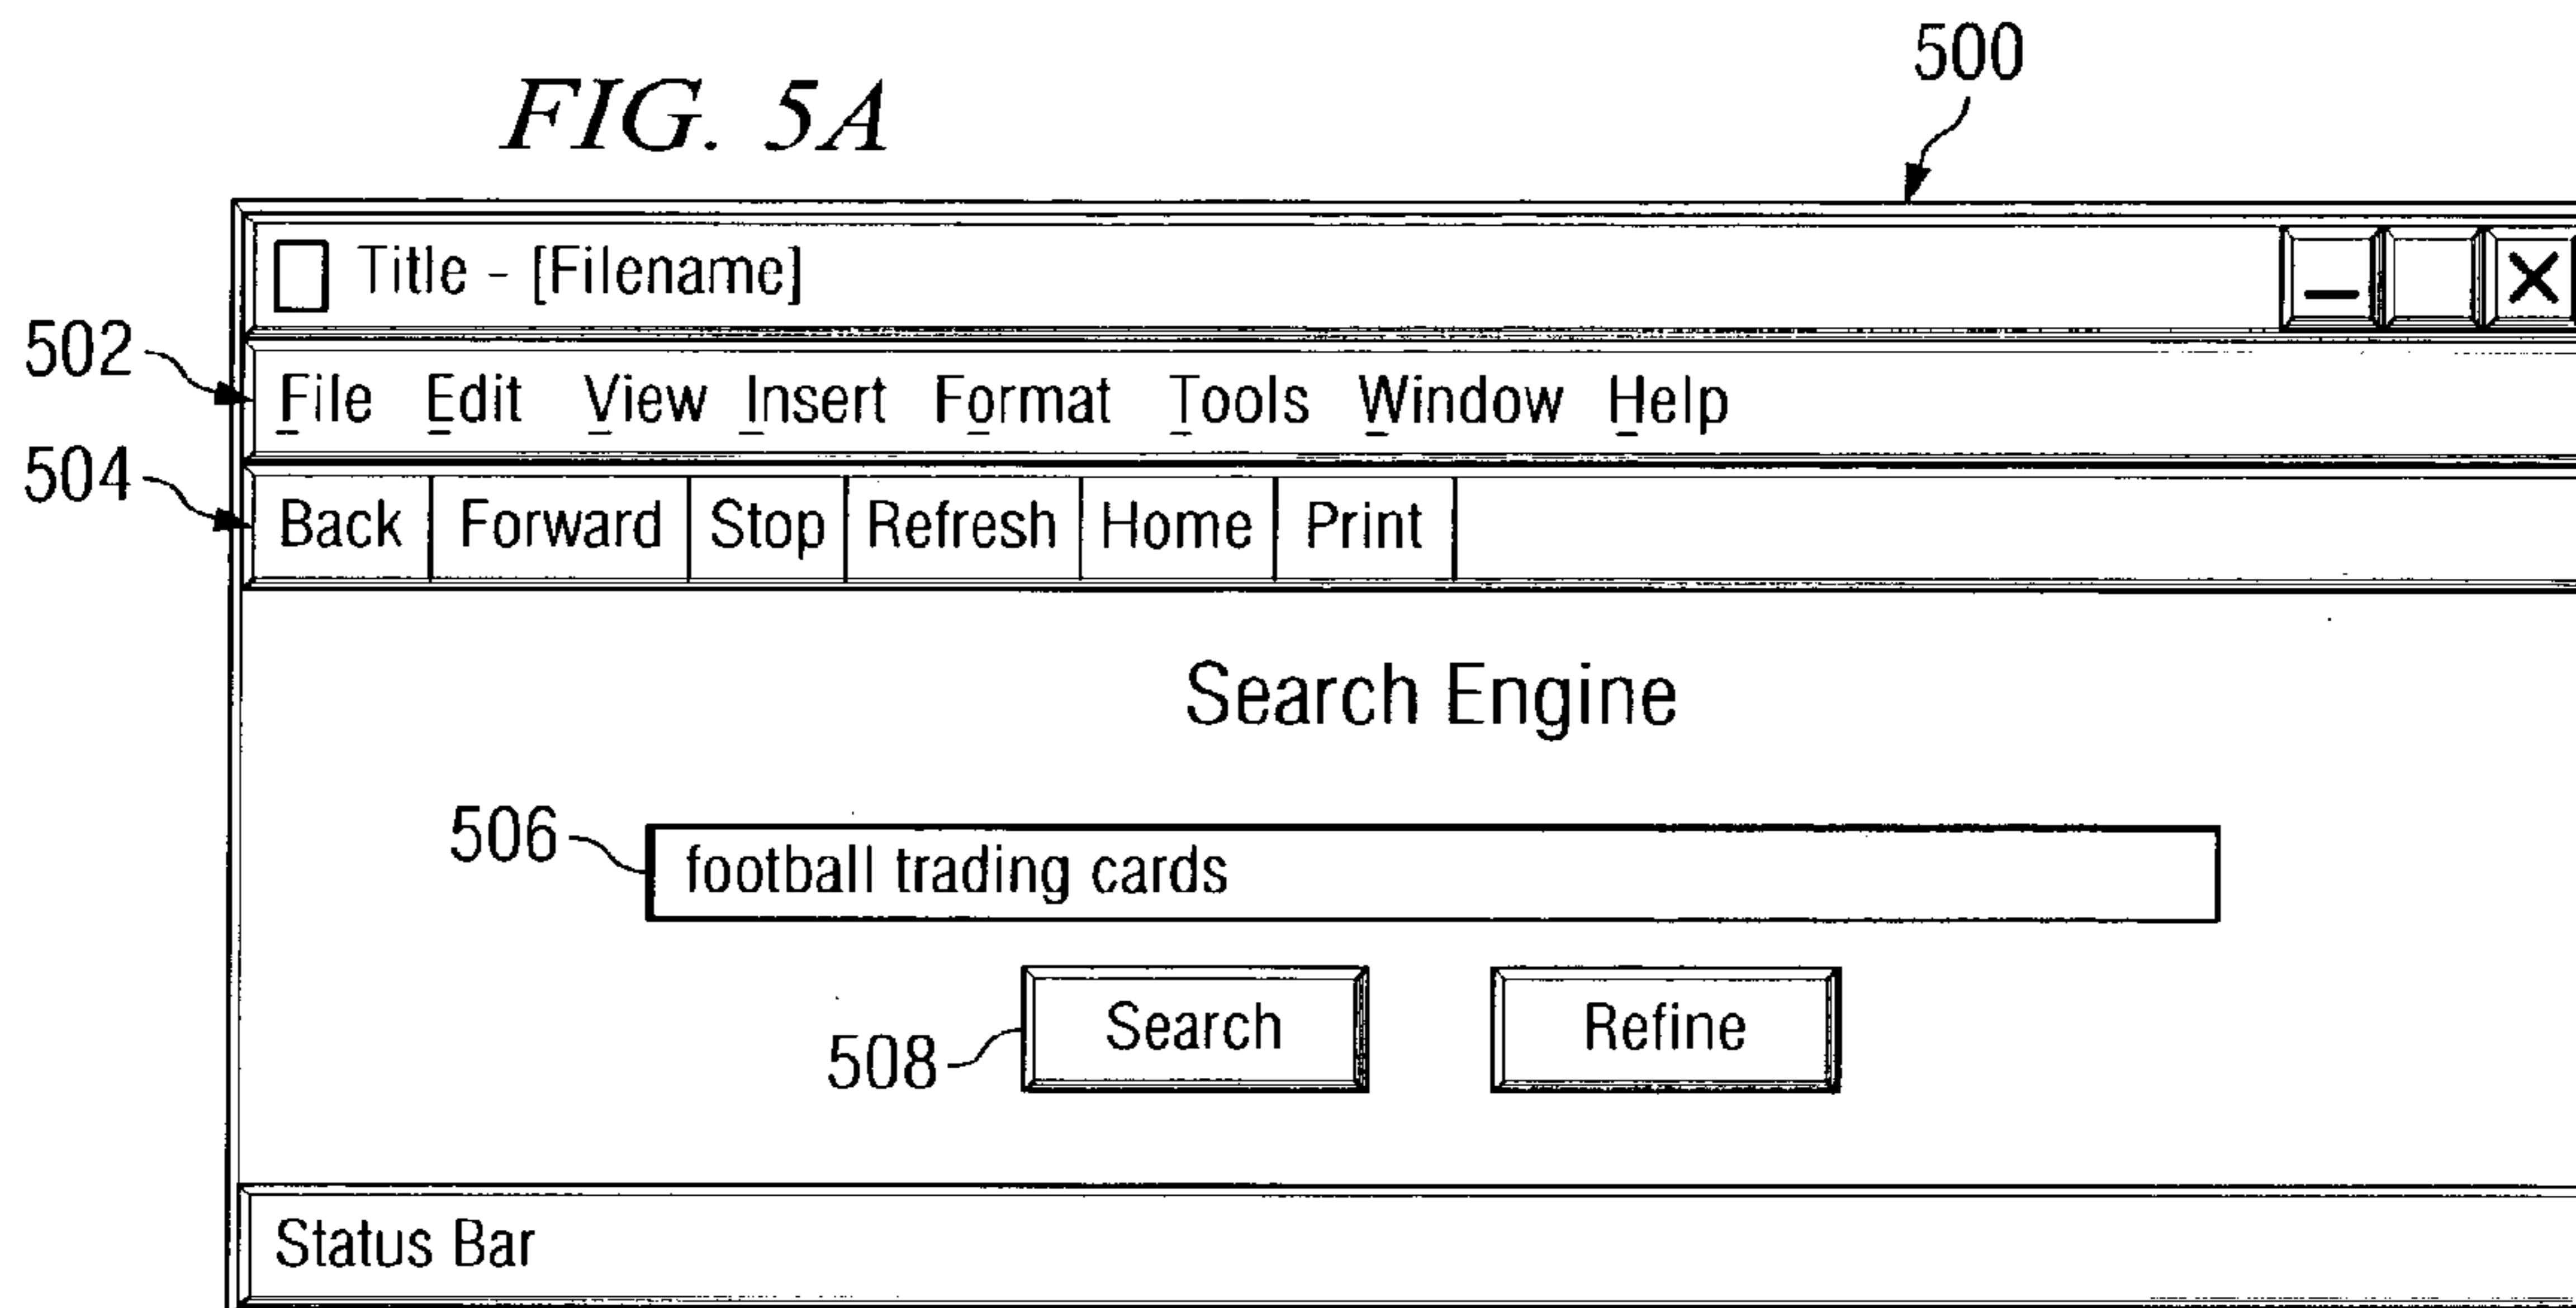 500
FIG. 5A
Title - [Filename]
502
File Edit View Insert Format Tools Window Help
504
Back Forward Stop Refresh Home Print
Search Engine
506
football trading cards
Search Refine
508
Status Bar